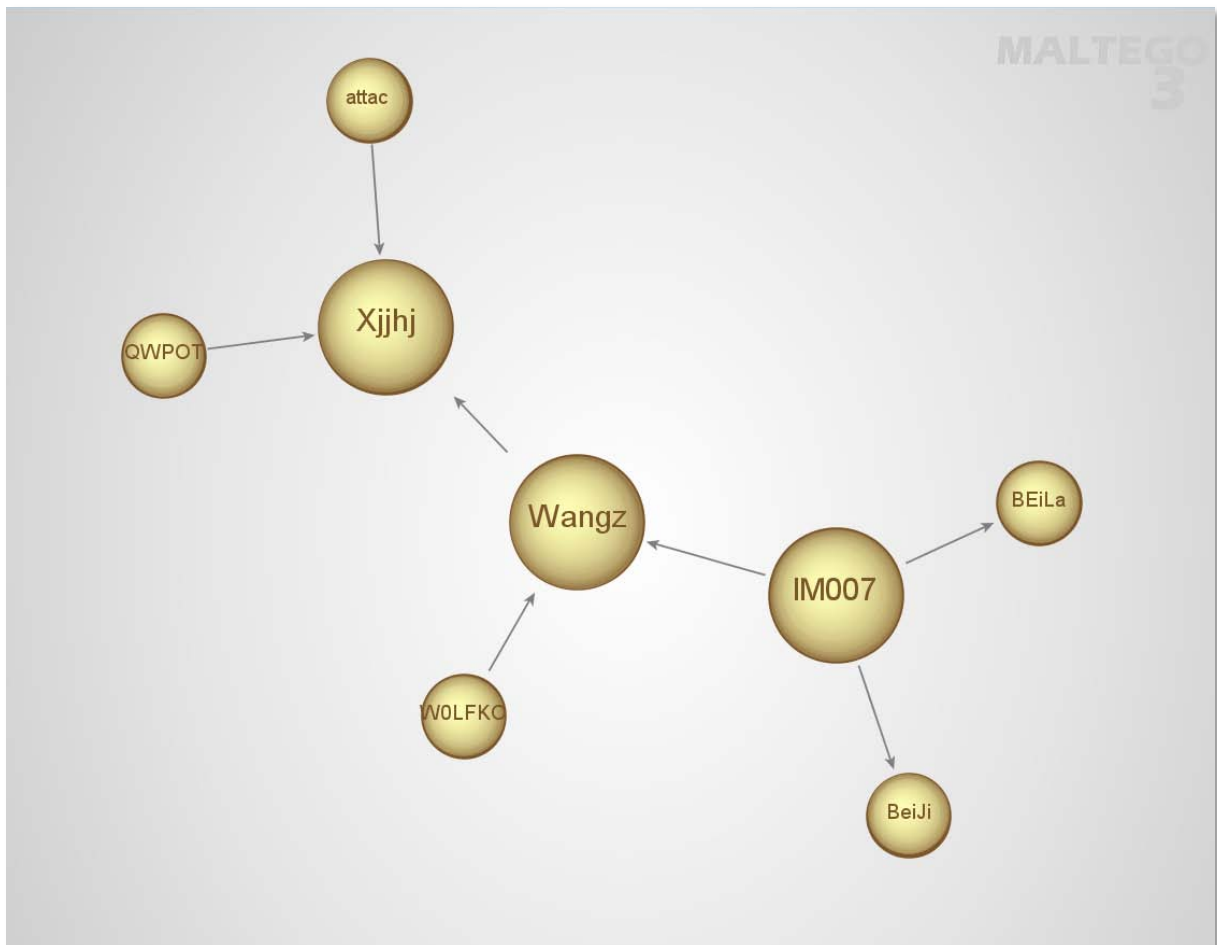 MALTEGO
3
attac
Xjjhj
QWPOT
Wangz
BEiLa
IM007
W0LFKC
BeiJi